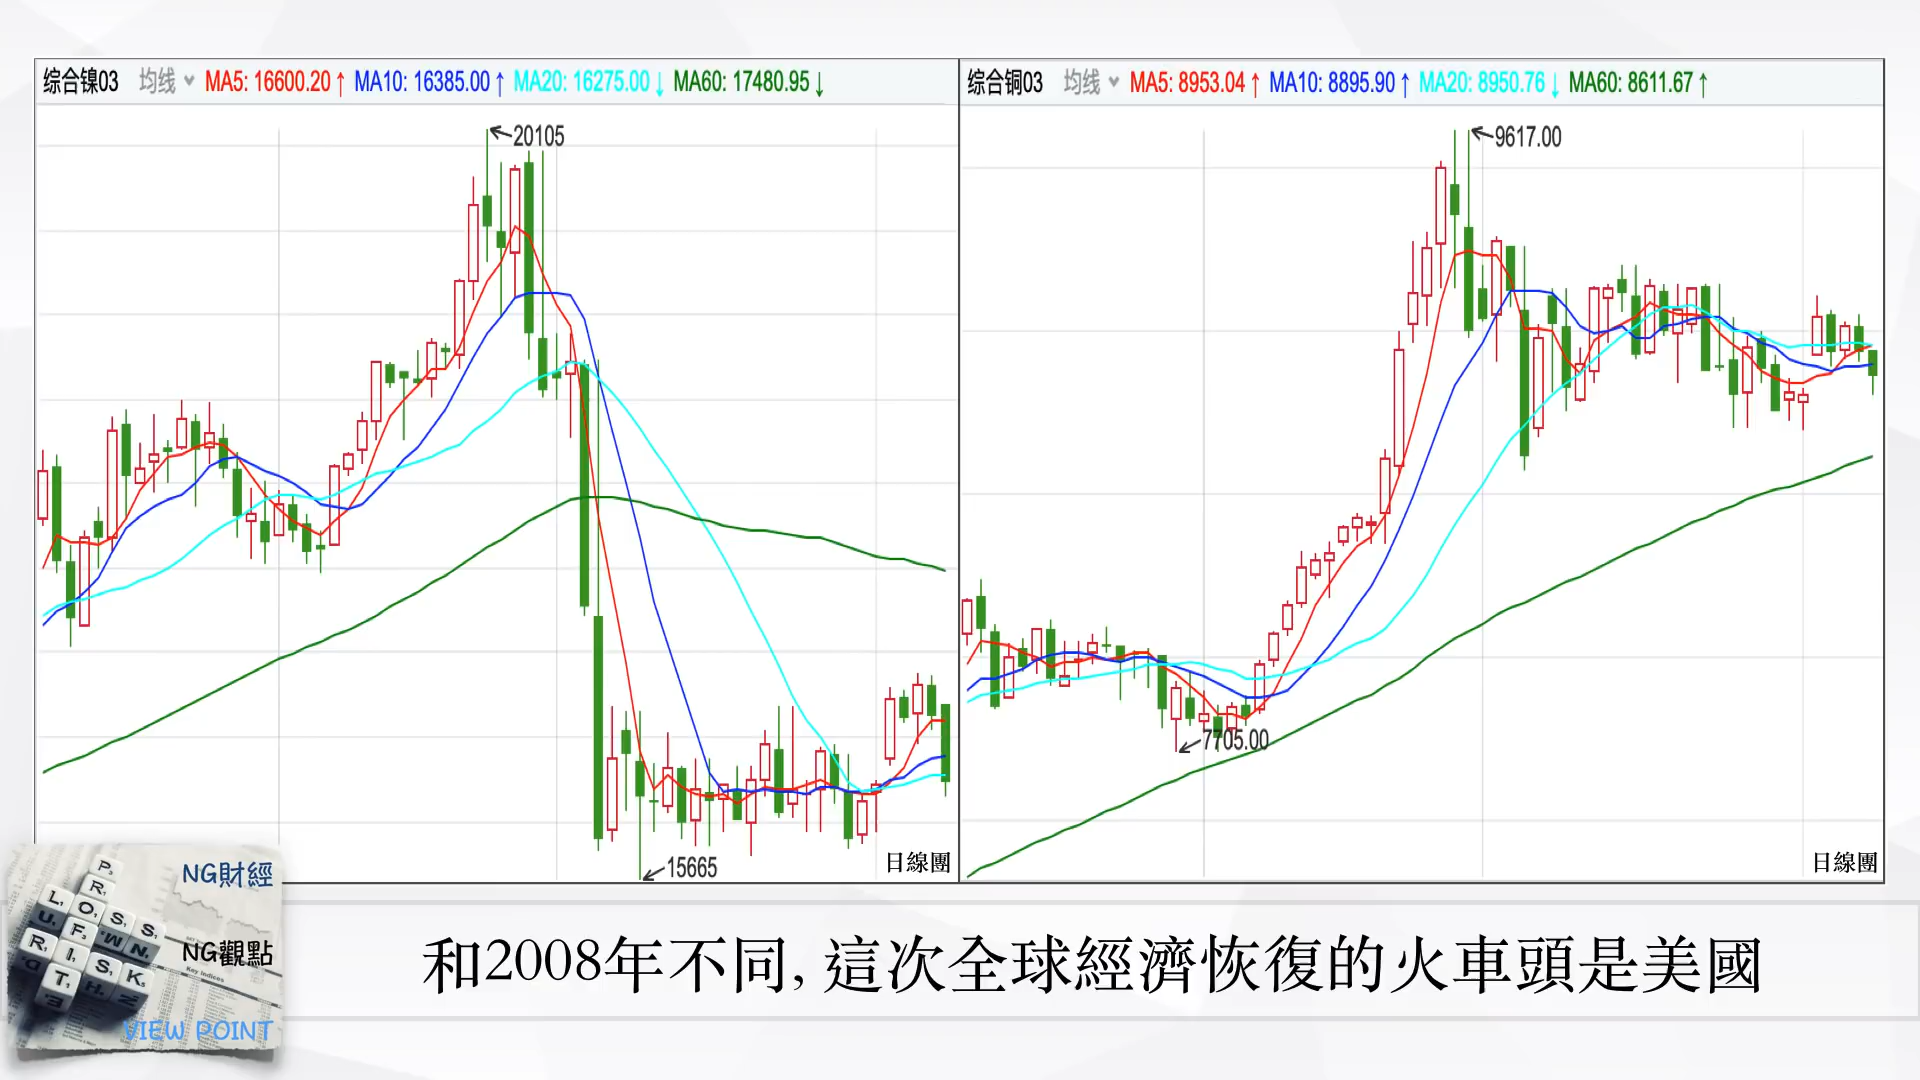 综合镍03 均线 MA5: 16600.20↑ MA10: 16385.00↑ MA20: 16275.00↓ MA60: 17480.95↓
综合铜03 均线 MA5: 8953.04↑ MA10: 8895.90↑ MA20: 8950.76↓ MA60: 8611.67↑
20105
9617.00
7705.00
15665
日線圖
日線圖
NG財經
NG觀點
VIEW POINT
和2008年不同, 這次全球經濟恢復的火車頭是美國